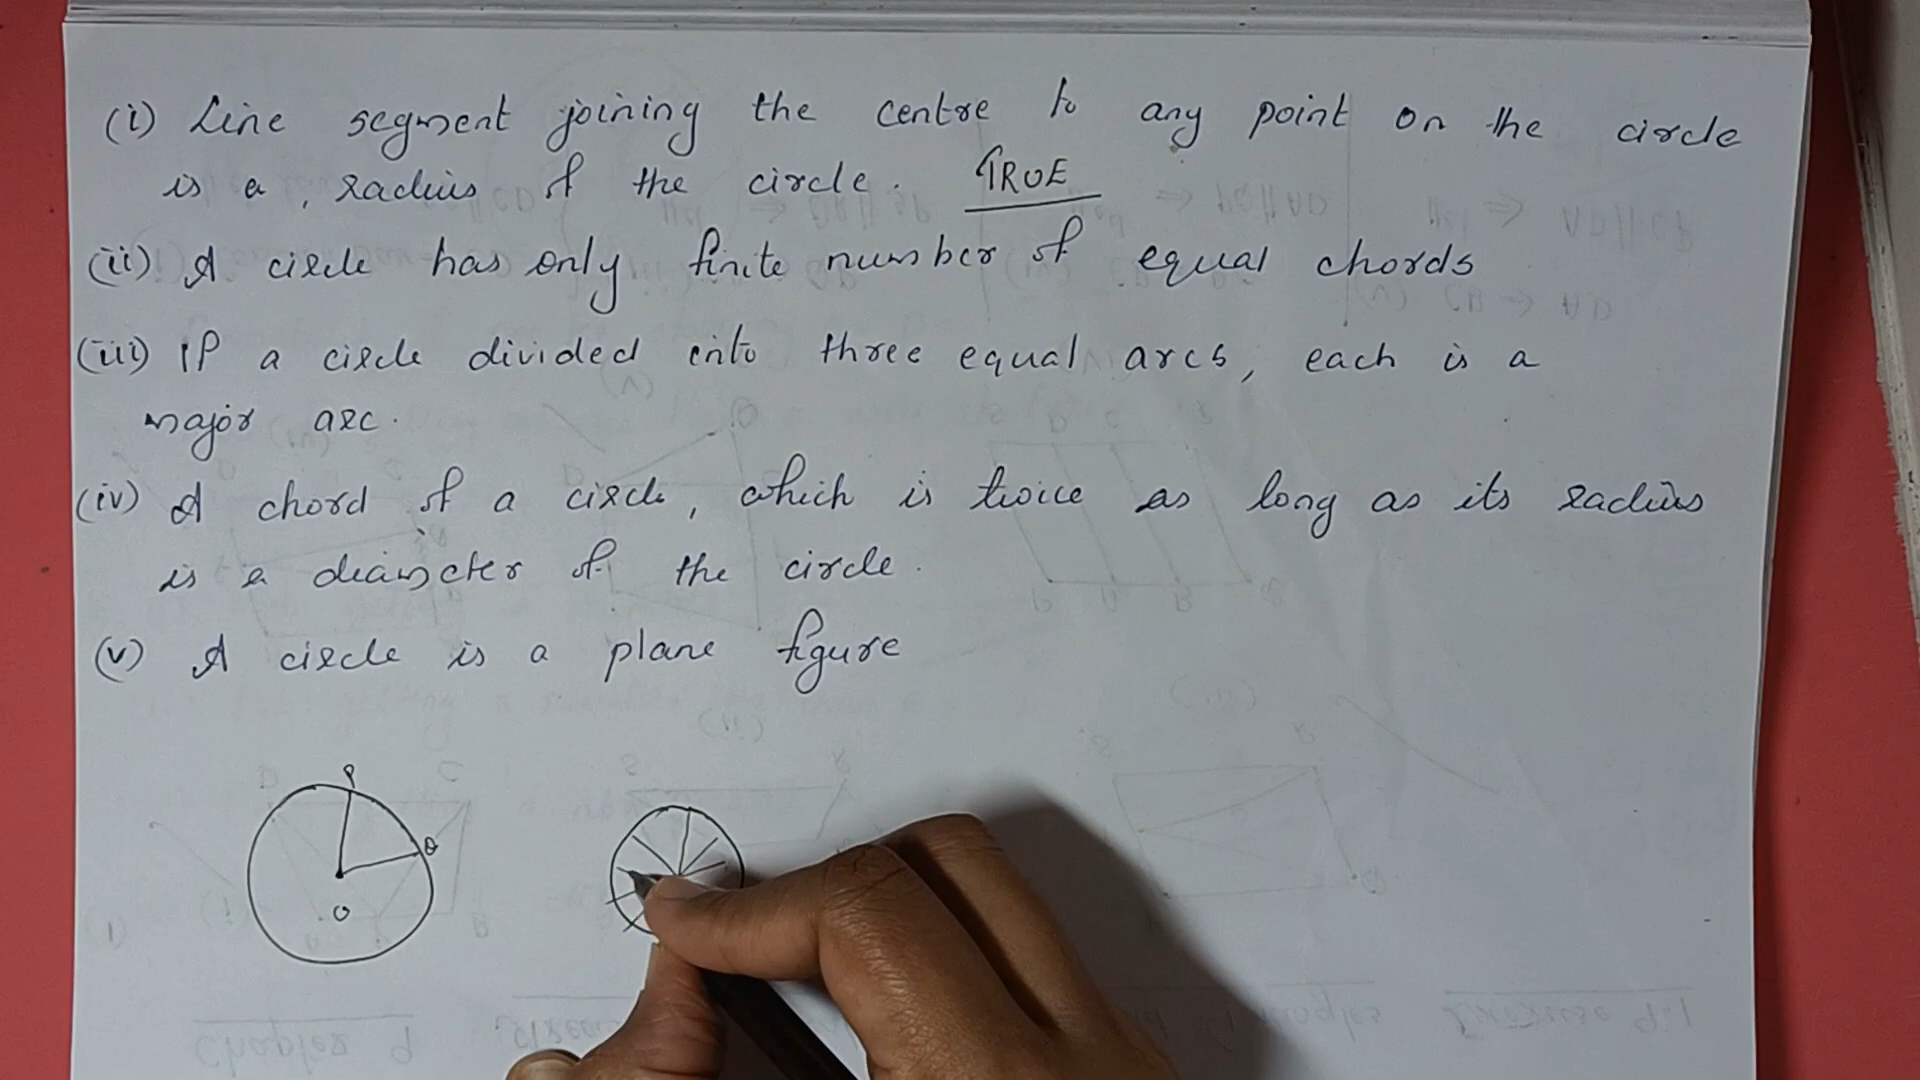 (i) Line segment joining the centre to any point on the circle
is a radius of the circle. TRUE
(ii) A circle has only finite number of equal chords
(iii) If a circle divided into three equal arcs, each is a
major arc.
(iv) A chord of a circle, which is twice as long as its radius
is a diameter of the circle.
(v) A circle is a plane figure
P
Q
O